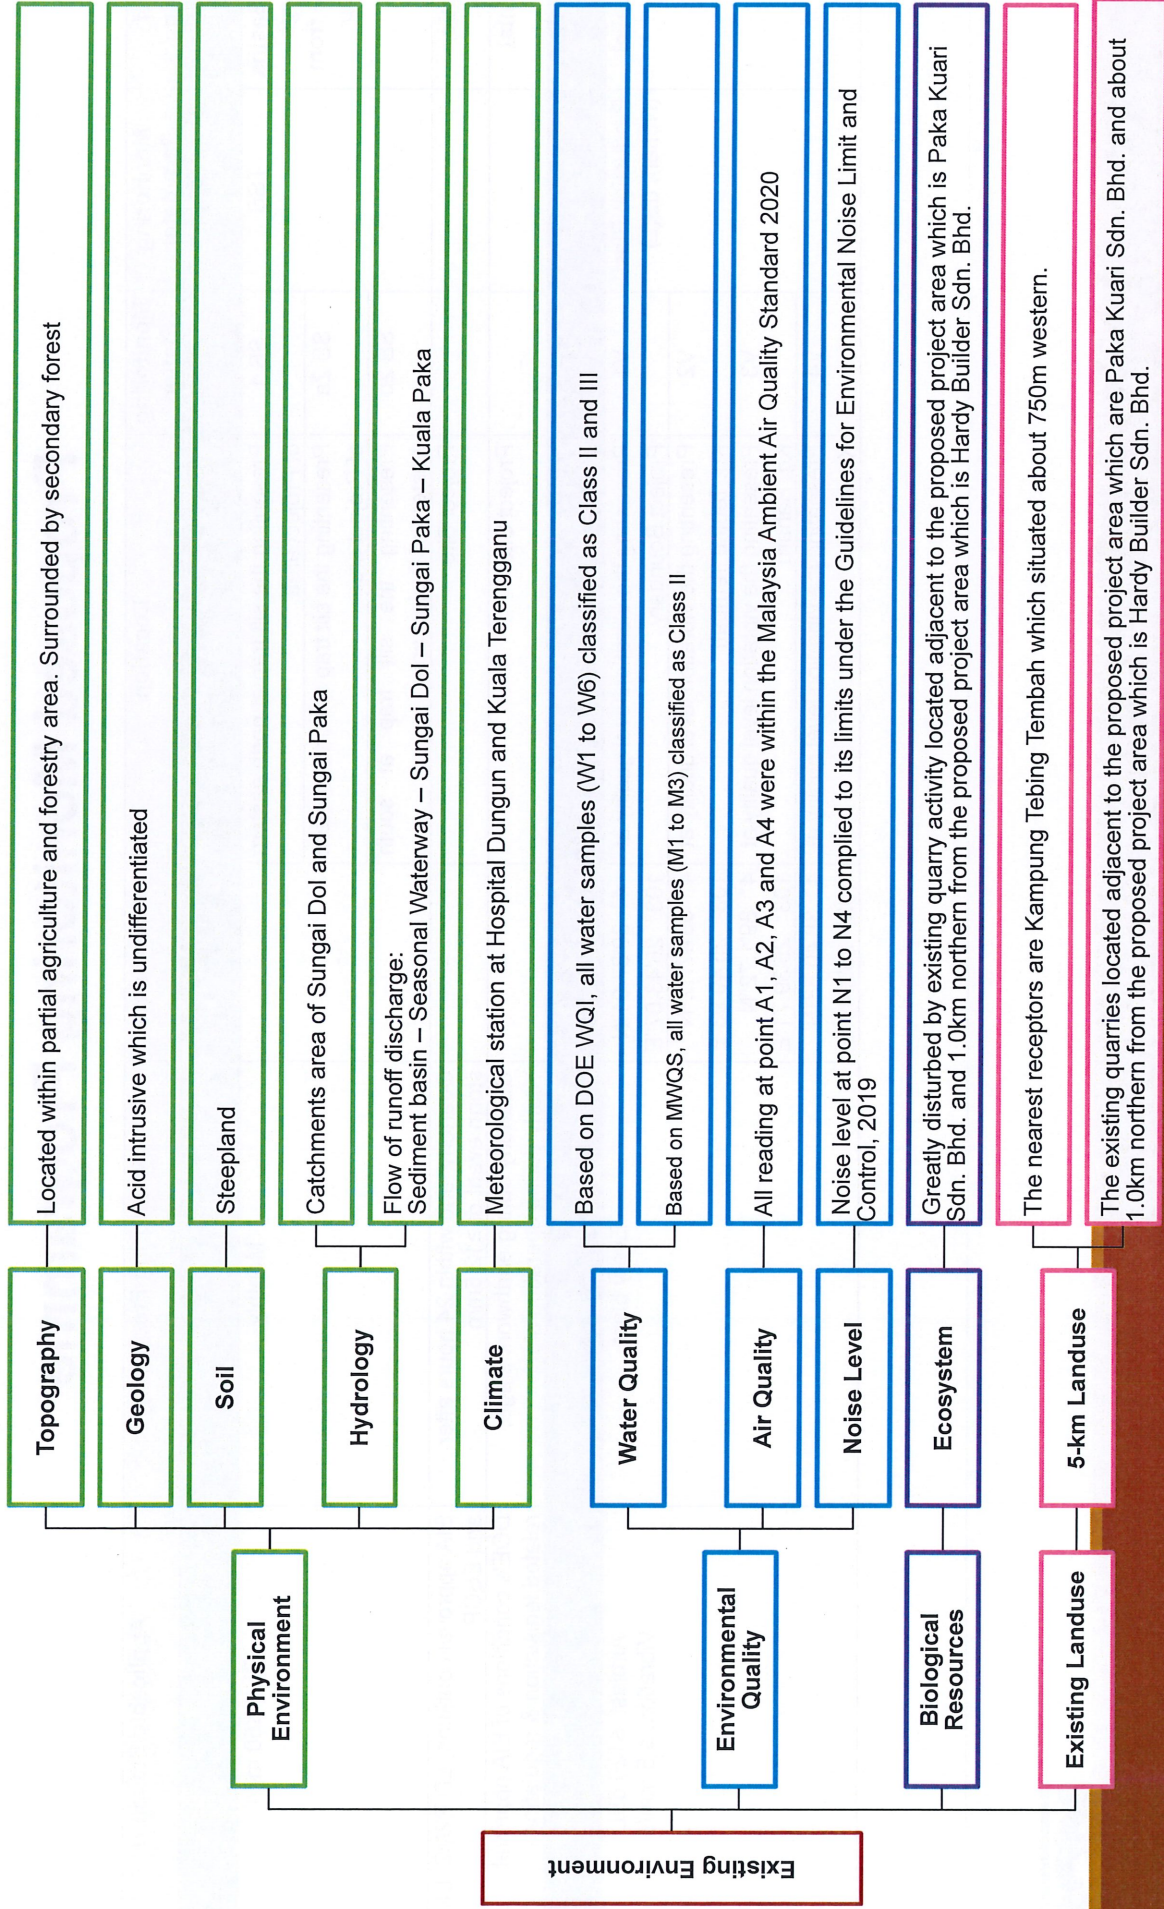 Existing Environment
Physical
Environment
Topography
Located within partial agriculture and forestry area. Surrounded by secondary forest
Geology
Acid intrusive which is undifferentiated
Soil
Steepland
Hydrology
Catchments area of Sungai Dol and Sungai Paka
Flow of runoff discharge:
Sediment basin – Seasonal Waterway – Sungai Dol – Sungai Paka – Kuala Paka
Climate
Meteorological station at Hospital Dungun and Kuala Terengganu
Environmental
Quality
Water Quality
Based on DOE WQI, all water samples (W1 to W6) classified as Class II and III
Based on MWQS, all water samples (M1 to M3) classified as Class II
Air Quality
All reading at point A1, A2, A3 and A4 were within the Malaysia Ambient Air Quality Standard 2020
Noise Level
Noise level at point N1 to N4 complied to its limits under the Guidelines for Environmental Noise Limit and
Control, 2019
Biological
Resources
Ecosystem
Greatly disturbed by existing quarry activity located adjacent to the proposed project area which is Paka Kuari
Sdn. Bhd. and 1.0km northern from the proposed project area which is Hardy Builder Sdn. Bhd.
Existing Landuse
5-km Landuse
The nearest receptors are Kampung Tebing Tembah which situated about 750m western.
The existing quarries located adjacent to the proposed project area which are Paka Kuari Sdn. Bhd. and about
1.0km northern from the proposed project area which is Hardy Builder Sdn. Bhd.